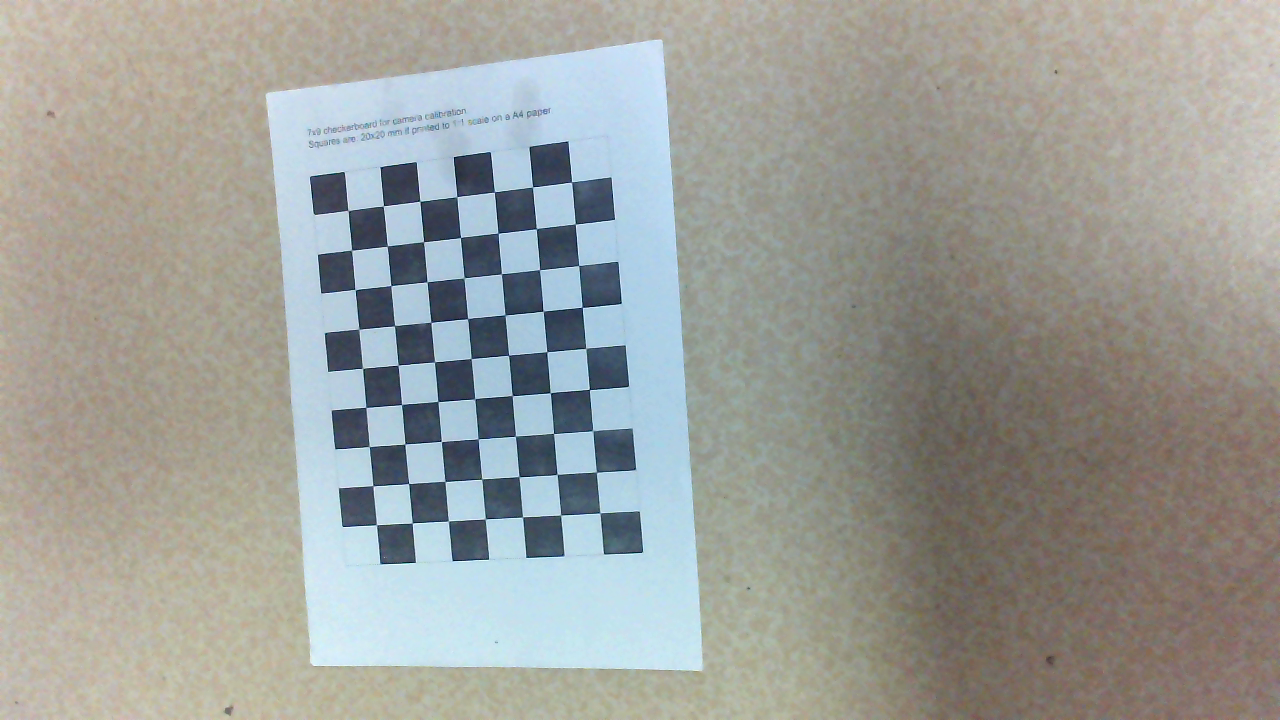 7x9 checkerboard for camera calibration
Squares are: 20x20 mm if printed to 1:1 scale on a A4 paper